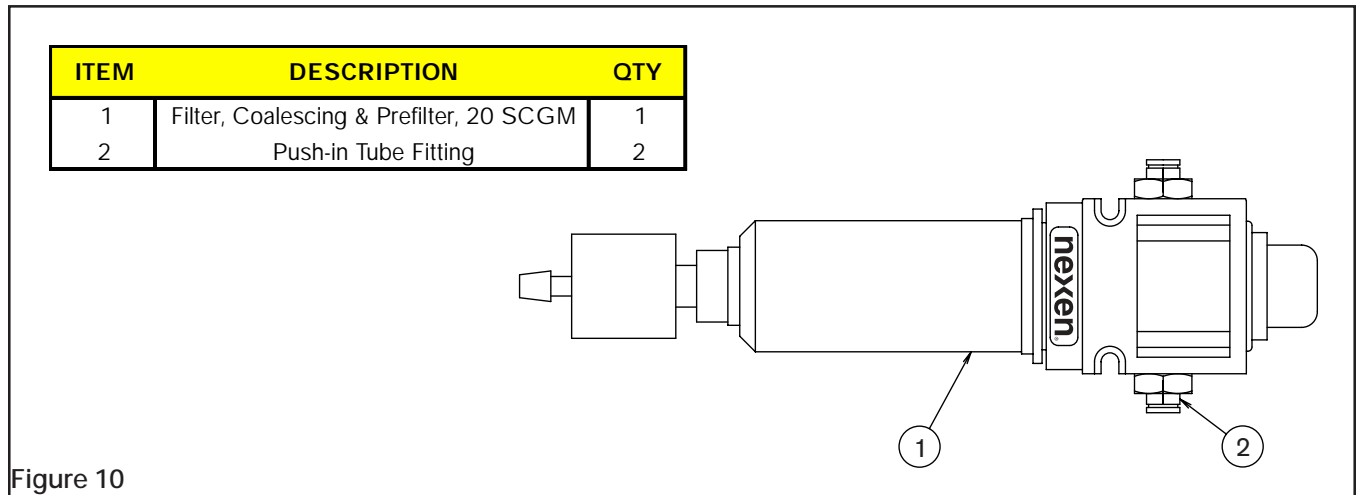 ITEM DESCRIPTION QTY
1 Filter, Coalescing & Prefilter, 20 SCGM 1
2 Push-in Tube Fitting 2
nexen
1
2
Figure 10